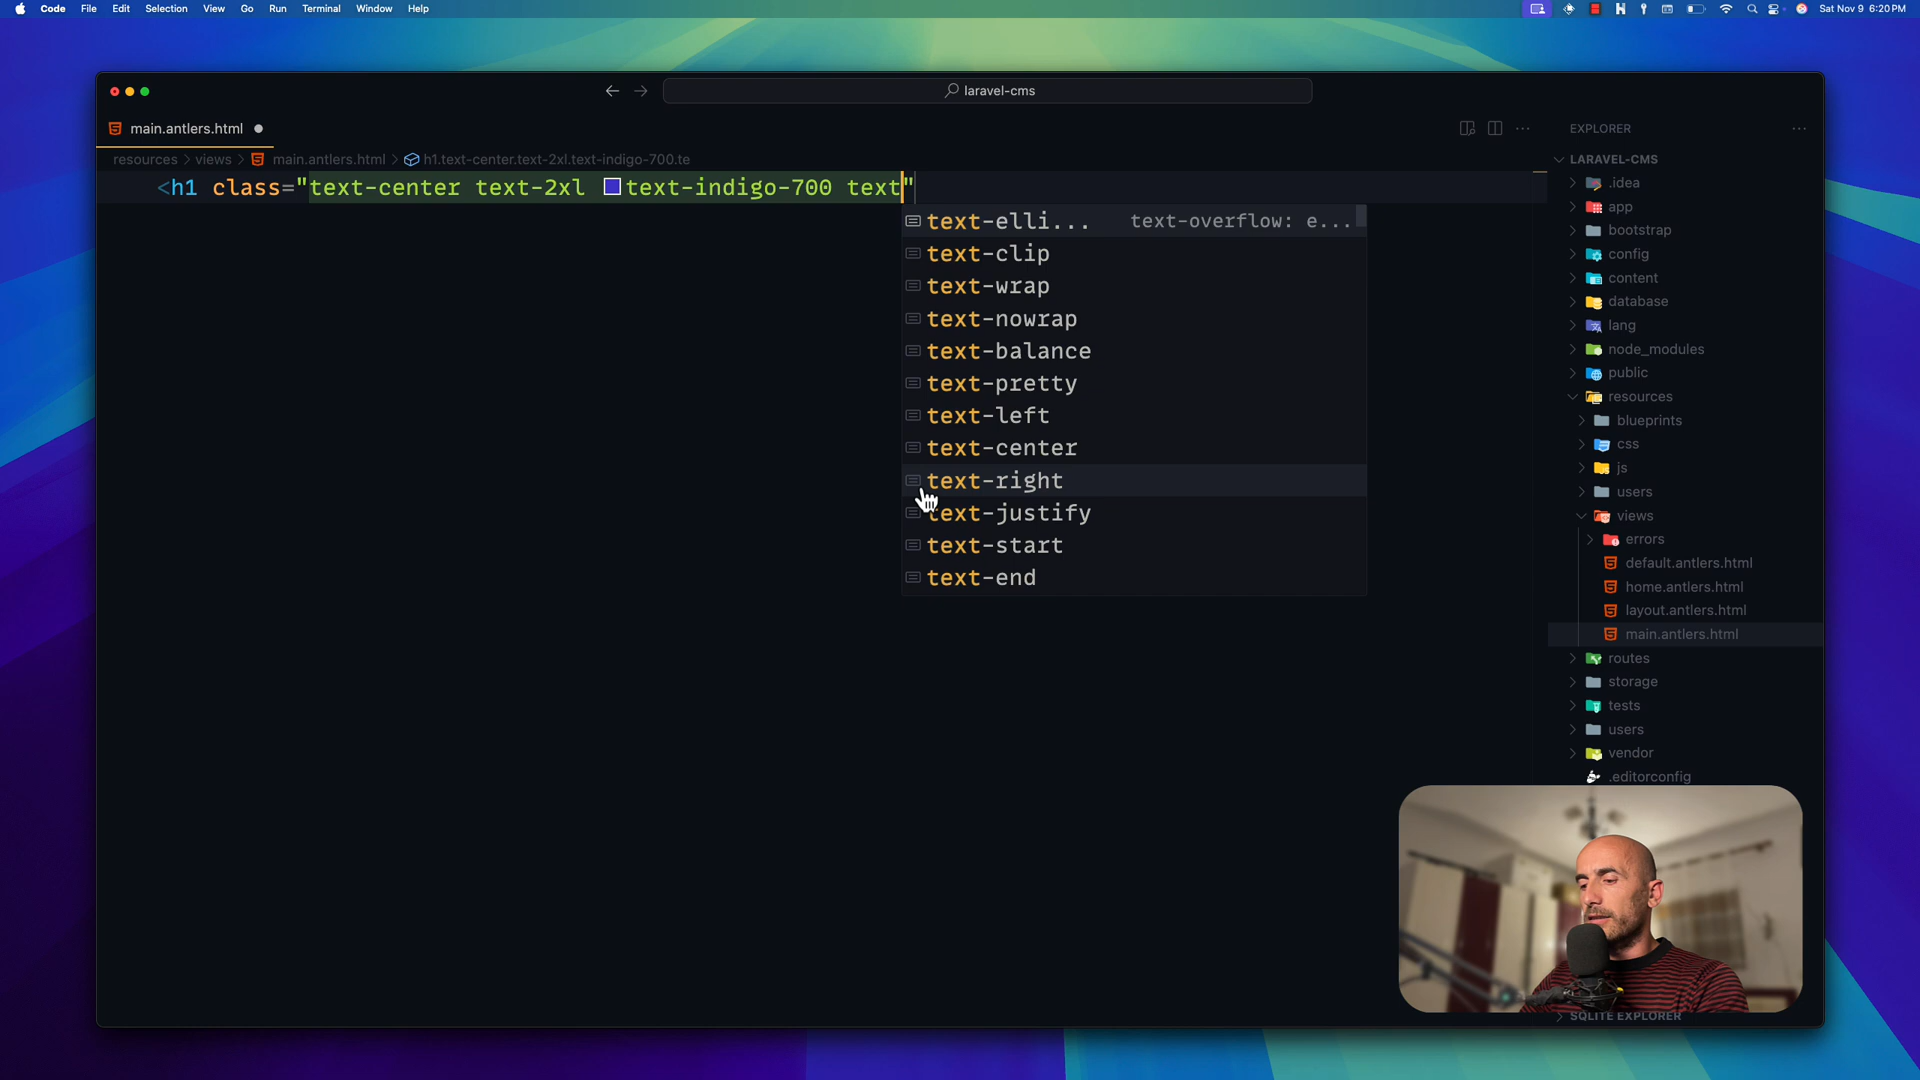 Code File Edit Selection View Go Run Terminal Window Help
Sat Nov 9 6:20 PM
laravel-cms
main.antlers.html
EXPLORER
resources > views > main.antlers.html > h1.text-center.text-2xl.text-indigo-700.te
<h1 class="text-center text-2xl text-indigo-700 text"
text-elli... text-overflow: e...
text-clip
text-wrap
text-nowrap
text-balance
text-pretty
text-left
text-center
text-right
text-justify
text-start
text-end
LARAVEL-CMS
.idea
app
bootstrap
config
content
database
lang
node_modules
public
resources
blueprints
css
js
users
views
errors
default.antlers.html
home.antlers.html
layout.antlers.html
main.antlers.html
routes
storage
tests
users
vendor
.editorconfig
SQLITE EXPLORER